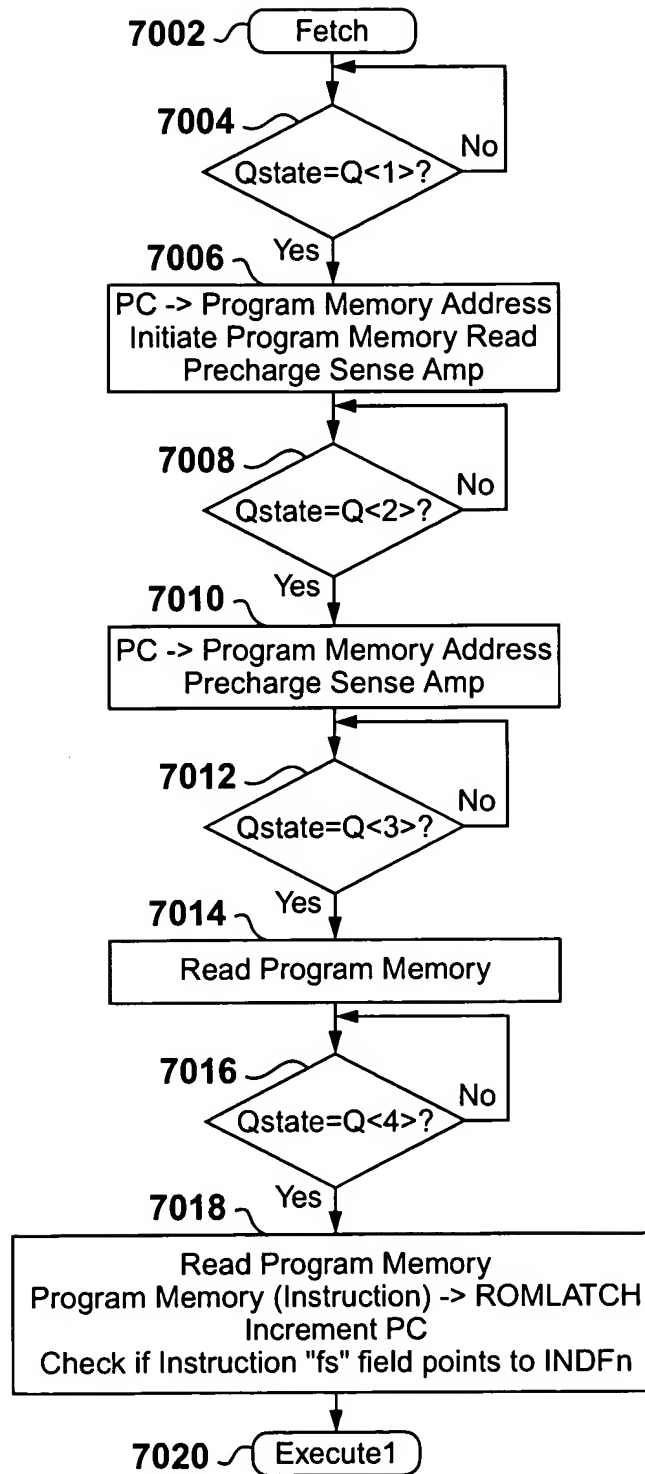 7002 Fetch
7004
Qstate=Q<1>?
No
Yes
7006
PC -> Program Memory Address
Initiate Program Memory Read
Precharge Sense Amp
7008
Qstate=Q<2>?
No
Yes
7010
PC -> Program Memory Address
Precharge Sense Amp
7012
Qstate=Q<3>?
No
Yes
7014
Read Program Memory
7016
Qstate=Q<4>?
No
Yes
7018
Read Program Memory
Program Memory (Instruction) -> ROMLATCH
Increment PC
Check if Instruction "fs" field points to INDFn
7020 Execute1